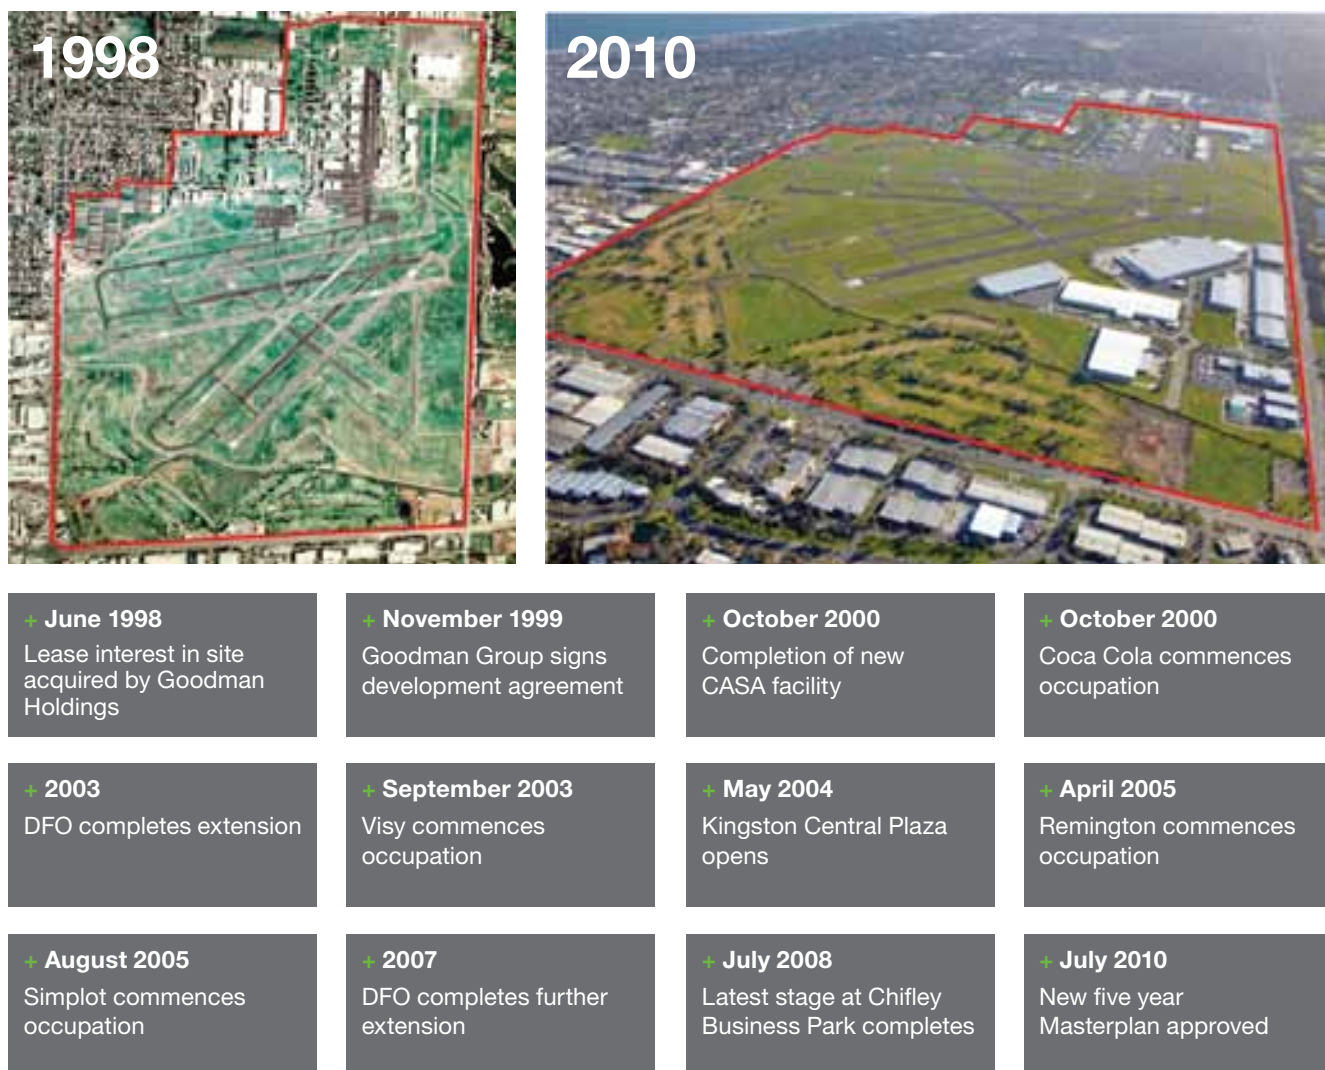 1998
2010
+ June 1998
Lease interest in site
acquired by Goodman
Holdings
+ November 1999
Goodman Group signs
development agreement
+ October 2000
Completion of new
CASA facility
+ October 2000
Coca Cola commences
occupation
+ 2003
DFO completes extension
+ September 2003
Visy commences
occupation
+ May 2004
Kingston Central Plaza
opens
+ April 2005
Remington commences
occupation
+ August 2005
Simplot commences
occupation
+ 2007
DFO completes further
extension
+ July 2008
Latest stage at Chifley
Business Park completes
+ July 2010
New five year
Masterplan approved